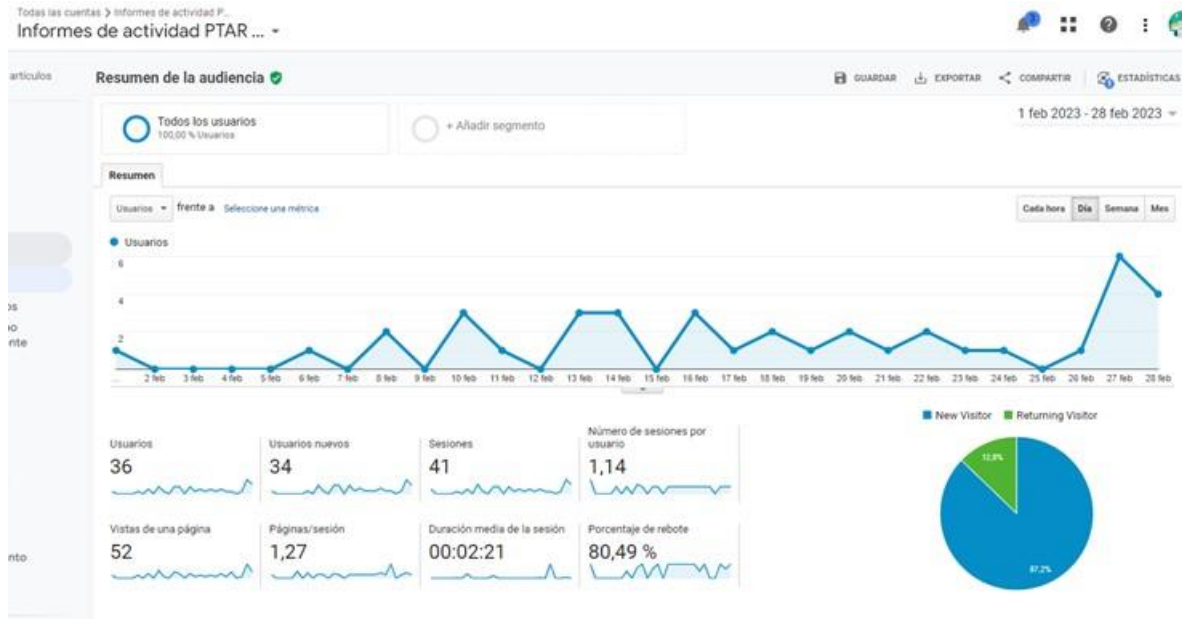 Todas las cuentas > Informes de actividad P...
Informes de actividad PTAR ...
3
artículos
Resumen de la audiencia
GUARDAR
EXPORTAR
COMPARTIR
ESTADÍSTICAS
Todos los usuarios
100,00 % Usuarios
+ Añadir segmento
1 feb 2023 - 28 feb 2023
Resumen
Usuarios frente a Seleccione una métrica
Cada hora Día Semana Mes
Usuarios
6
4
2
... 2 feb 3 feb 4 feb 5 feb 6 feb 7 feb 8 feb 9 feb 10 feb 11 feb 12 feb 13 feb 14 feb 15 feb 16 feb 17 feb 18 feb 19 feb 20 feb 21 feb 22 feb 23 feb 24 feb 25 feb 26 feb 27 feb 28 feb
os
po
nte
nto
New Visitor Returning Visitor
Usuarios
36
Usuarios nuevos
34
Sesiones
41
Número de sesiones por
usuario
1,14
Vistas de una página
52
Páginas/sesión
1,27
Duración media de la sesión
00:02:21
Porcentaje de rebote
80,49 %
12,8%
87,2%